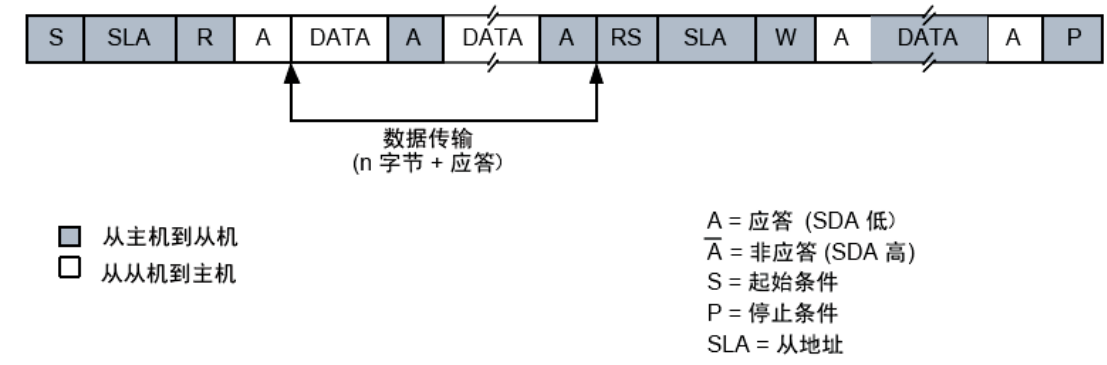 S SLA R A DATA A DATA A RS SLA W A DATA A P
数据传输
(n 字节 + 应答)
从主机到从机
从从机到主机
A = 应答 (SDA 低)
A̅ = 非应答 (SDA 高)
S = 起始条件
P = 停止条件
SLA = 从地址